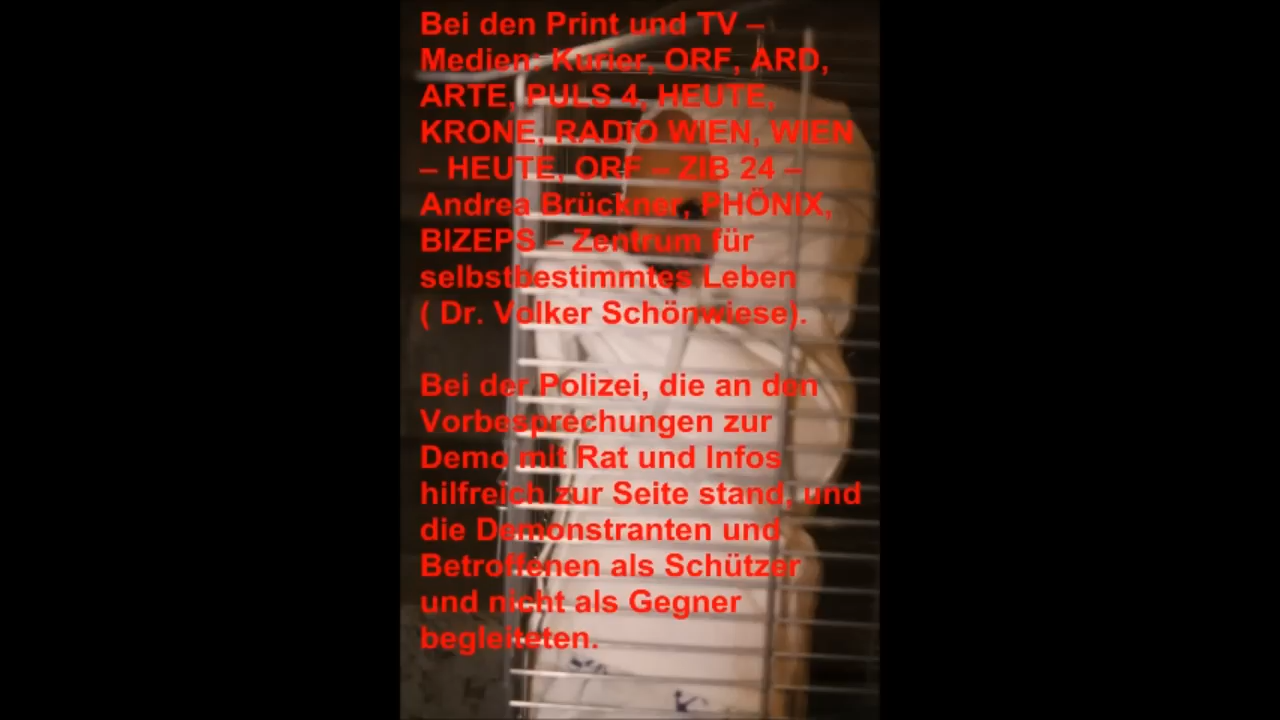 Bei den Print und TV –
Medien: Kurier, ORF, ARD,
ARTE, PULS 4, HEUTE,
KRONE, RADIO WIEN, WIEN
– HEUTE, ORF – ZIB 24 –
Andrea Brückner, PHÖNIX,
BIZEPS – Zentrum für
selbstbestimmtes Leben
( Dr. Volker Schönwiese).
Bei der Polizei, die an den
Vorbesprechungen zur
Demo mit Rat und Infos
hilfreich zur Seite stand, und
die Demonstranten und
Betroffenen als Schützer
und nicht als Gegner
begleiteten.